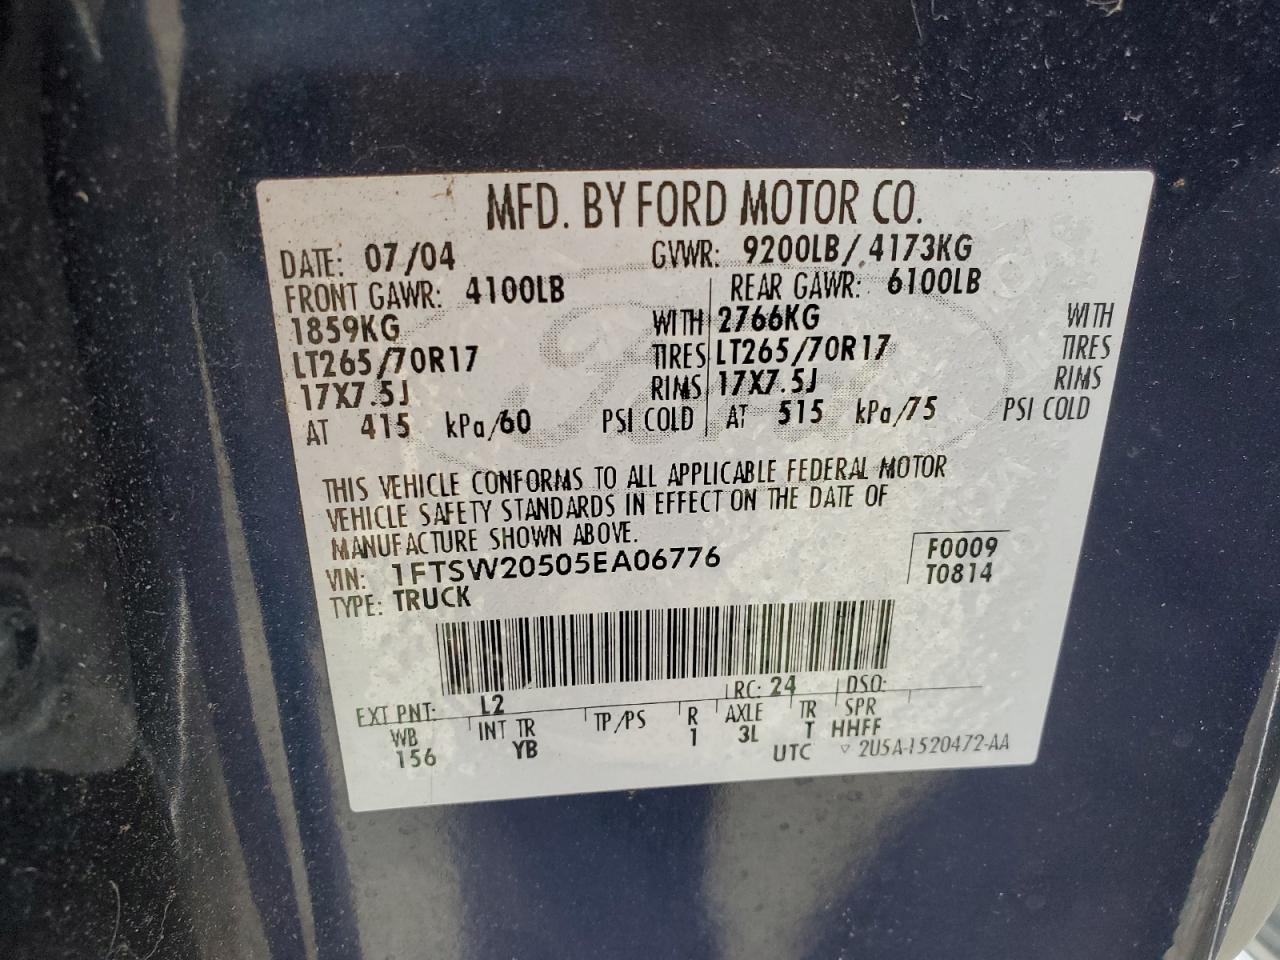 MFD. BY FORD MOTOR CO.
DATE: 07/04 GVWR: 9200LB/ 4173KG
FRONT GAWR: 4100LB REAR GAWR: 6100LB
1859KG WITH 2766KG WITH
LT265/70R17 TIRES LT265/70R17 TIRES
17X7.5J RIMS 17X7.5J RIMS
AT 415 kPa/60 PSI COLD AT 515 kPa/75 PSI COLD
THIS VEHICLE CONFORMS TO ALL APPLICABLE FEDERAL MOTOR
VEHICLE SAFETY STANDARDS IN EFFECT ON THE DATE OF
MANUFACTURE SHOWN ABOVE.
VIN: 1FTSW20505EA06776 F0009
TYPE: TRUCK T0814
EXT PNT: L2 RC: 24 DSO:
WB INT TR TP/PS R AXLE TR SPR
156 YB 1 3L T HHFF
UTC ▽ 2U5A-1520472-AA